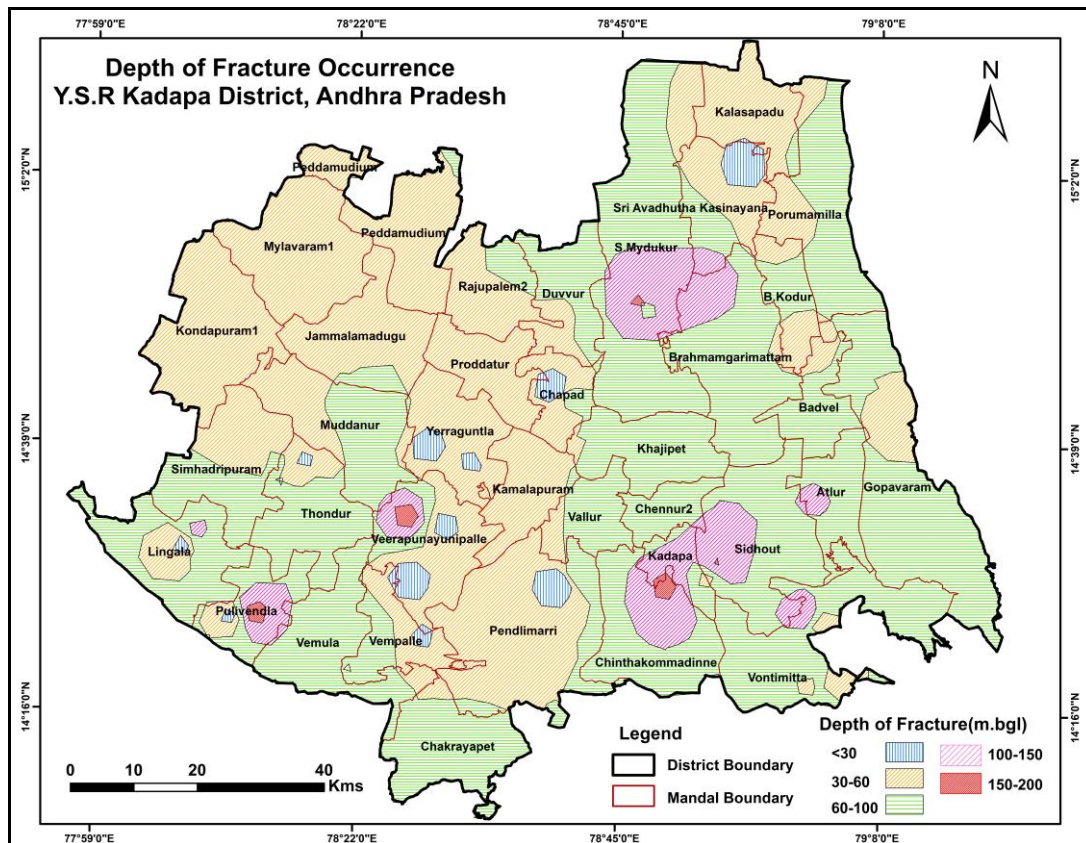 77°59'0"E 78°22'0"E 78°45'0"E 79°8'0"E
Depth of Fracture Occurrence
Y.S.R Kadapa District, Andhra Pradesh
N
15°2'0"N
15°2'0"N
14°39'0"N
14°39'0"N
14°16'0"N
14°16'0"N
Kalasapadu
Peddamudium
Sri Avadhutha Kasinayana
Porumamilla
Peddamudium
Mylavaram1
S.Mydukur
Rajupalem2
Duvvur
B.Kodur
Kondapuram1
Jammalamadugu
Brahmamgarimattam
Proddatur
Chapad
Badvel
Muddanur
Yerraguntla
Khajipet
Simhadripuram
Kamalapuram
Gopavaram
Atlur
Thondur
Vallur
Chennur2
Veerapunayunipalle
Sidhout
Lingala
Kadapa
Pulivendla
Pendlimarri
Vemula
Vempalle
Chinthakommadinne
Vontimitta
Chakrayapet
0 10 20 40
Kms
Legend
District Boundary
Mandal Boundary
Depth of Fracture(m.bgl)
<30
30-60
60-100
100-150
150-200
77°59'0"E 78°22'0"E 78°45'0"E 79°8'0"E